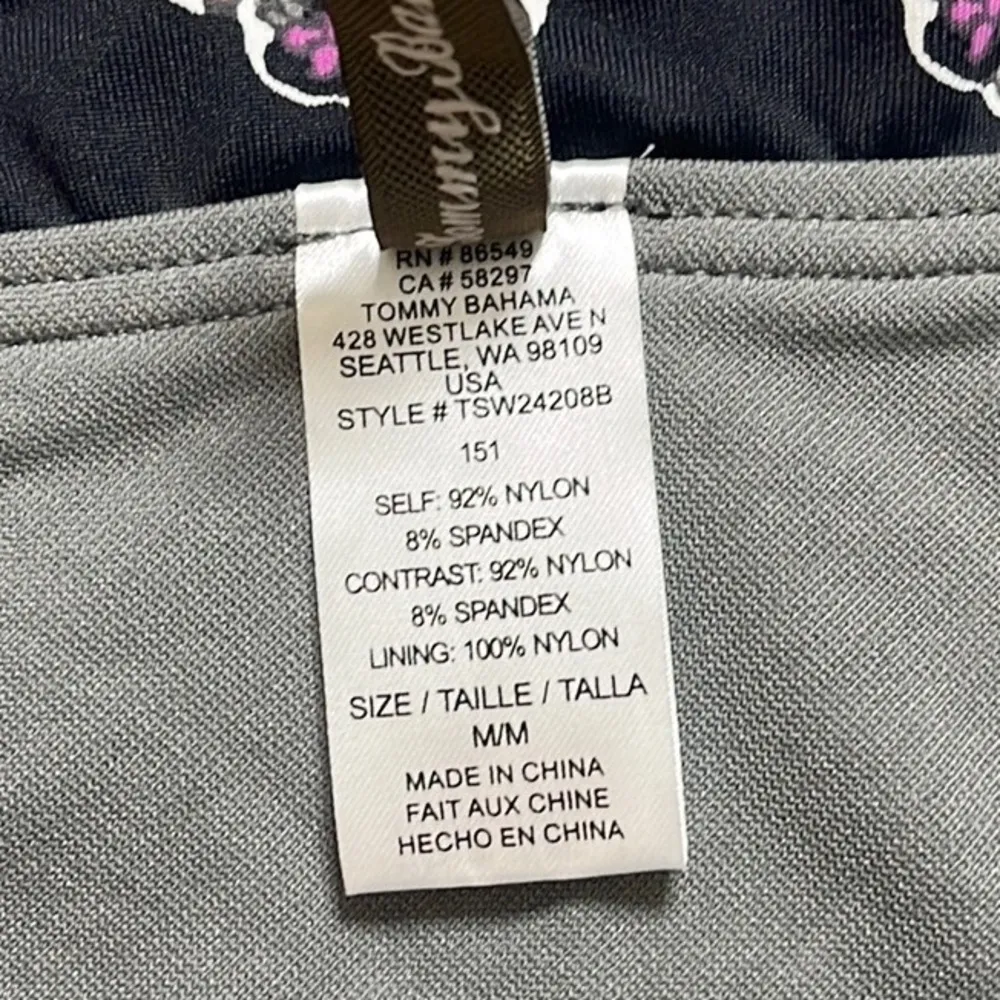 Tommy Bah
RN # 86549
CA # 58297
TOMMY BAHAMA
428 WESTLAKE AVE N
SEATTLE, WA 98109
USA
STYLE # TSW24208B
151
SELF: 92% NYLON
8% SPANDEX
CONTRAST: 92% NYLON
8% SPANDEX
LINING: 100% NYLON
SIZE / TAILLE / TALLA
M/M
MADE IN CHINA
FAIT AUX CHINE
HECHO EN CHINA